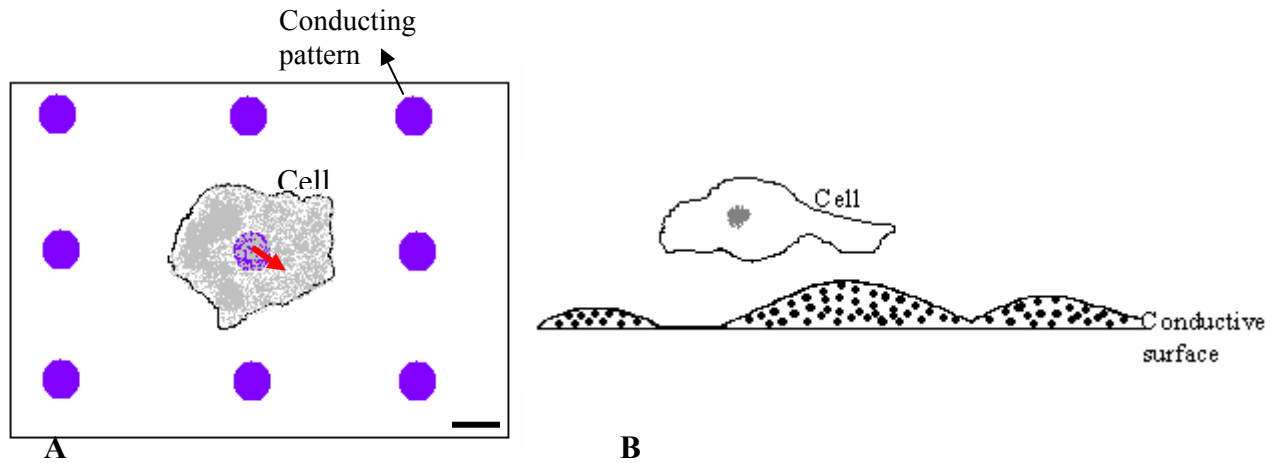 Conducting
pattern
Cell
Cell
Conductive
surface
A
B